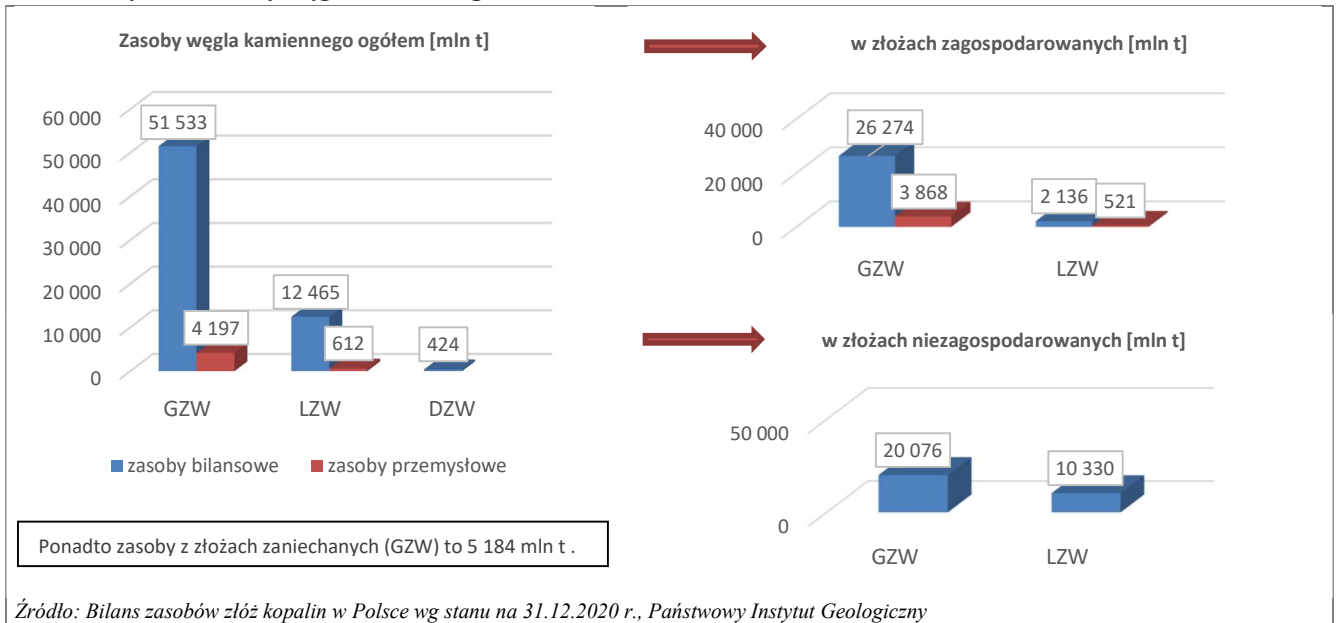 Zasoby węgla kamiennego ogółem [mln t]
60 000
50 000
40 000
30 000
20 000
10 000
0
51 533
4 197
12 465
612
424
GZW
LZW
DZW
zasoby bilansowe
zasoby przemysłowe
Ponadto zasoby z złożach zaniechanych (GZW) to 5 184 mln t .
w złożach zagospodarowanych [mln t]
40 000
20 000
0
26 274
3 868
2 136
521
GZW
LZW
w złożach niezagospodarowanych [mln t]
50 000
0
20 076
10 330
GZW
LZW
Źródło: Bilans zasobów złóż kopalin w Polsce wg stanu na 31.12.2020 r., Państwowy Instytut Geologiczny